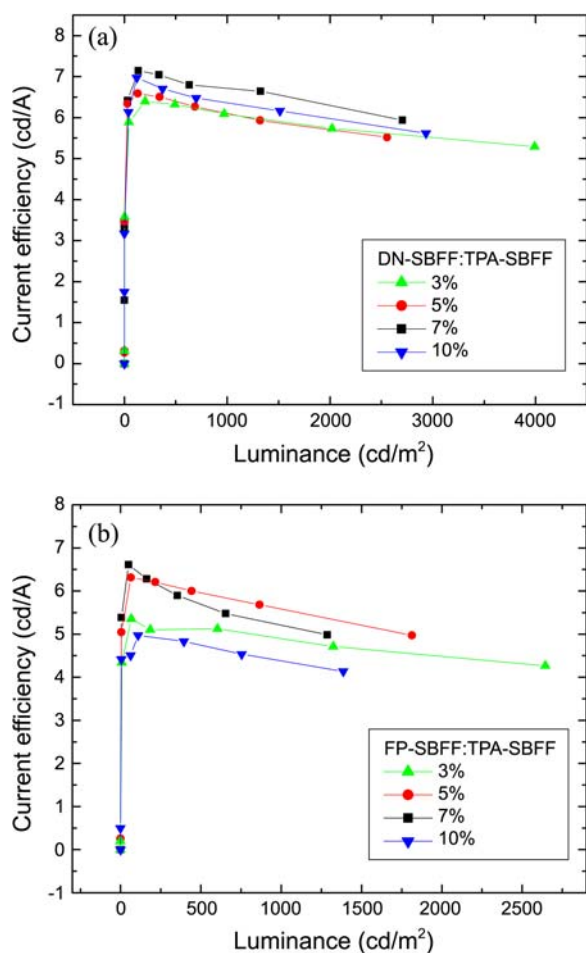 (a)
8
7
6
5
4
3
2
1
0
-1
Current efficiency (cd/A)
DN-SBFF:TPA-SBFF
3%
5%
7%
10%
0 1000 2000 3000 4000
Luminance (cd/m²)
(b)
8
7
6
5
4
3
2
1
0
-1
Current efficiency (cd/A)
FP-SBFF:TPA-SBFF
3%
5%
7%
10%
0 500 1000 1500 2000 2500
Luminance (cd/m²)